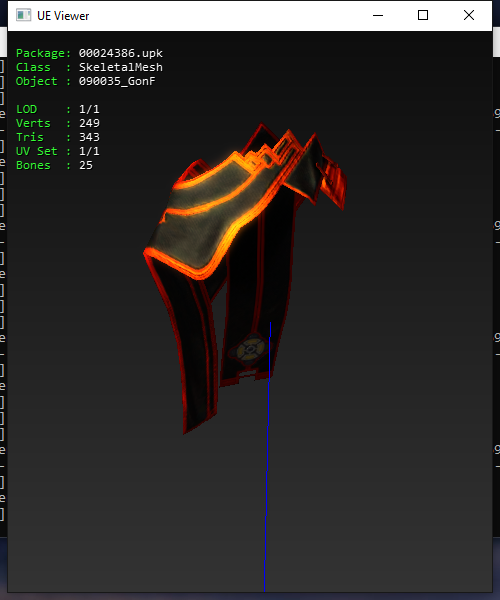 UE Viewer
Package: 00024386.upk
Class : SkeletalMesh
Object : 090035_GonF
LOD : 1/1
Verts : 249
Tris : 343
UV Set : 1/1
Bones : 25